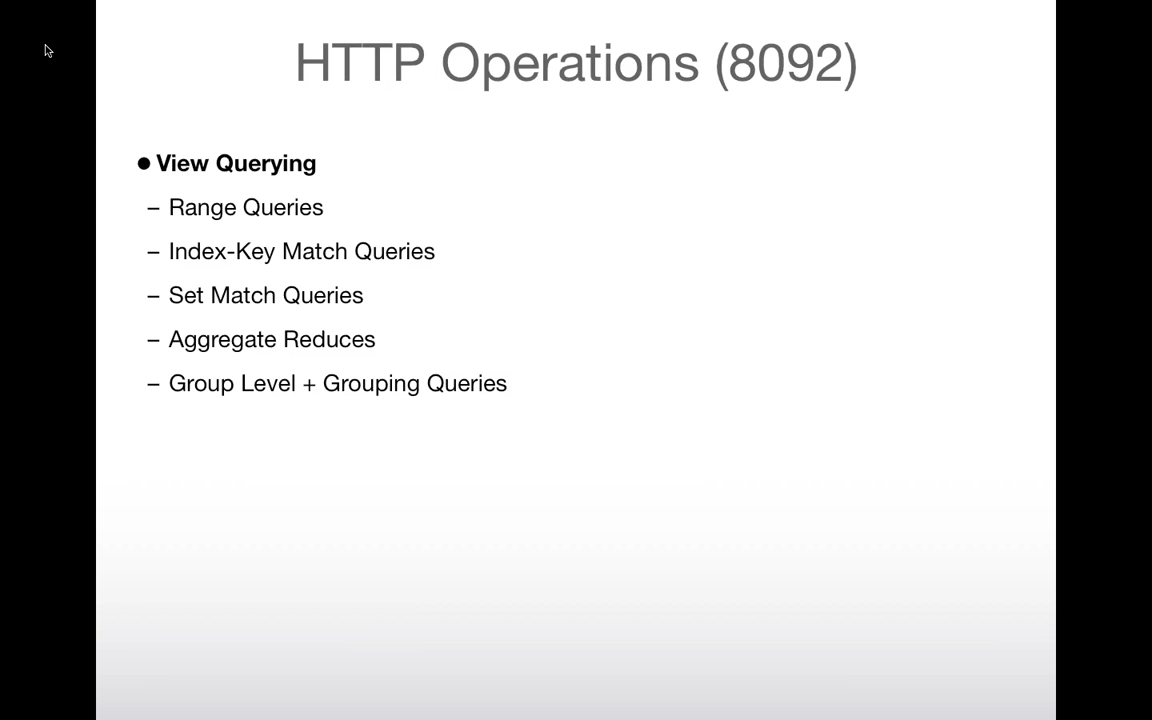 HTTP Operations (8092)
● View Querying
– Range Queries
– Index-Key Match Queries
– Set Match Queries
– Aggregate Reduces
– Group Level + Grouping Queries